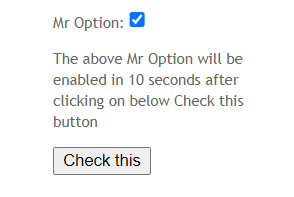 Mr Option:
The above Mr Option will be
enabled in 10 seconds after
clicking on below Check this
button
Check this